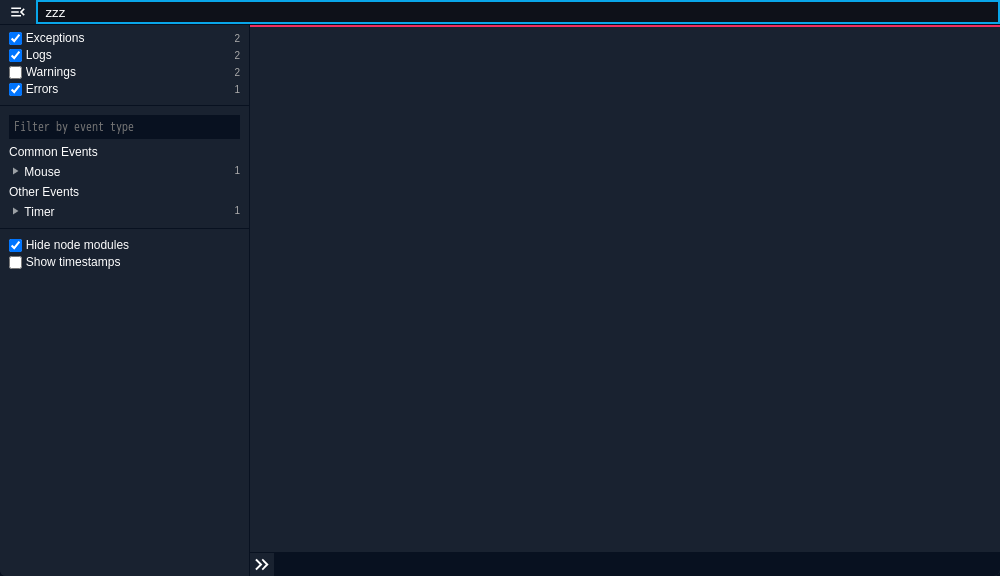 zzz
Exceptions 2
Logs 2
Warnings 2
Errors 1
Filter by event type
Common Events
Mouse 1
Other Events
Timer 1
Hide node modules
Show timestamps